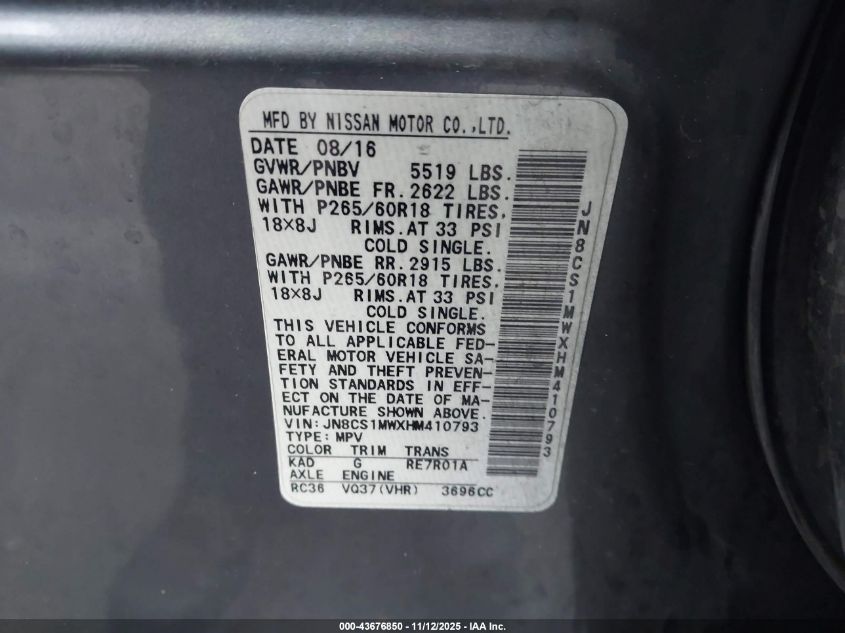 MFD BY NISSAN MOTOR CO.,LTD.
DATE 08/16
GVWR/PNBV 5519 LBS.
GAWR/PNBE FR. 2622 LBS.
WITH P265/60R18 TIRES,
18×8J RIMS.AT 33 PSI
COLD SINGLE.
GAWR/PNBE RR. 2915 LBS.
WITH P265/60R18 TIRES,
18×8J RIMS.AT 33 PSI
COLD SINGLE.
THIS VEHICLE CONFORMS
TO ALL APPLICABLE FED-
ERAL MOTOR VEHICLE SA-
FETY AND THEFT PREVEN-
TION STANDARDS IN EFF-
ECT ON THE DATE OF MA-
NUFACTURE SHOWN ABOVE.
VIN: JN8CS1MWXHM410793
TYPE: MPV
COLOR TRIM TRANS
KAD G RE7R01A
AXLE ENGINE
RC36 VQ37(VHR) 3696CC
JN8CS1MWXHM410793
000-43676850 - 11/12/2025 - IAA Inc.